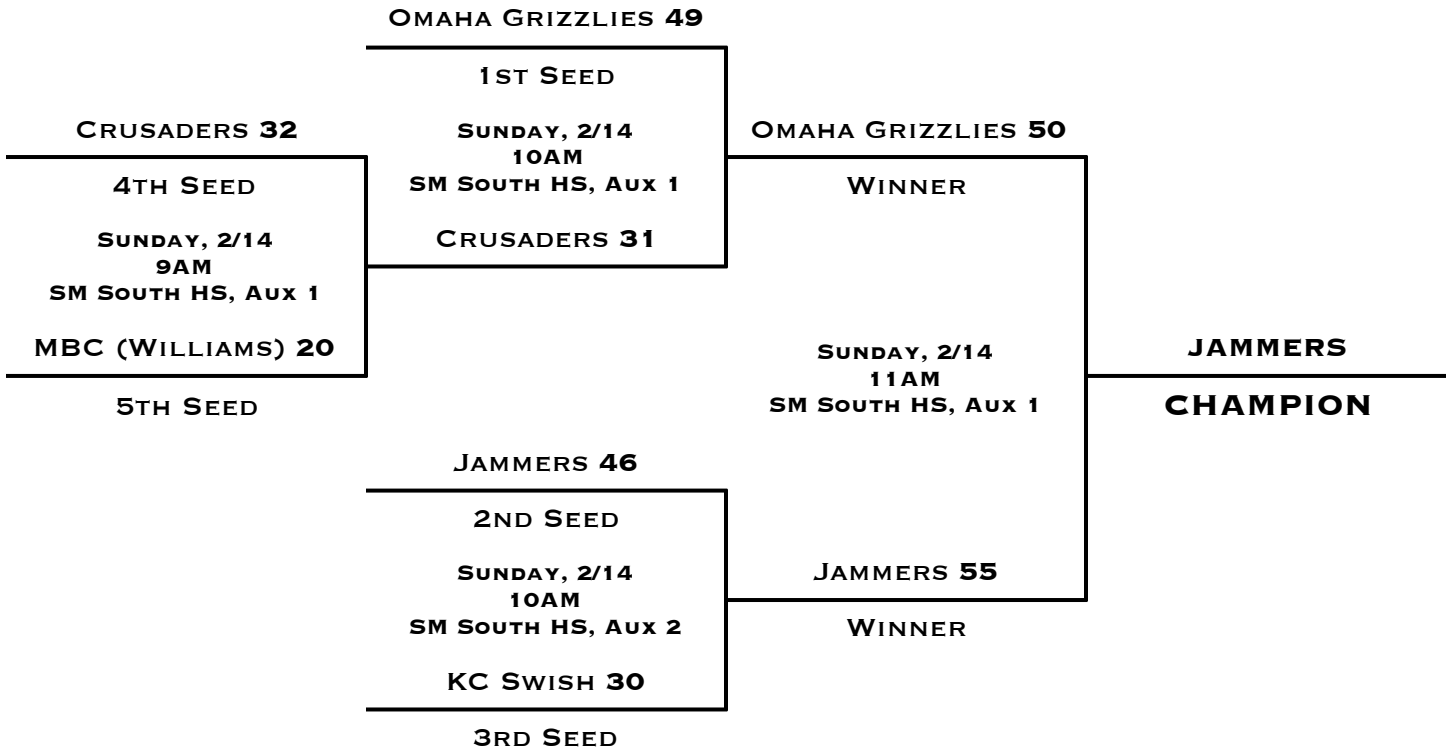 Omaha Grizzlies 49
1st Seed
Sunday, 2/14
10AM
SM South HS, Aux 1
Crusaders 31
Crusaders 32
4th Seed
Sunday, 2/14
9AM
SM South HS, Aux 1
MBC (Williams) 20
5th Seed
Omaha Grizzlies 50
Winner
Sunday, 2/14
11AM
SM South HS, Aux 1
JAMMERS
CHAMPION
Jammers 46
2nd Seed
Sunday, 2/14
10AM
SM South HS, Aux 2
KC Swish 30
3rd Seed
Jammers 55
Winner